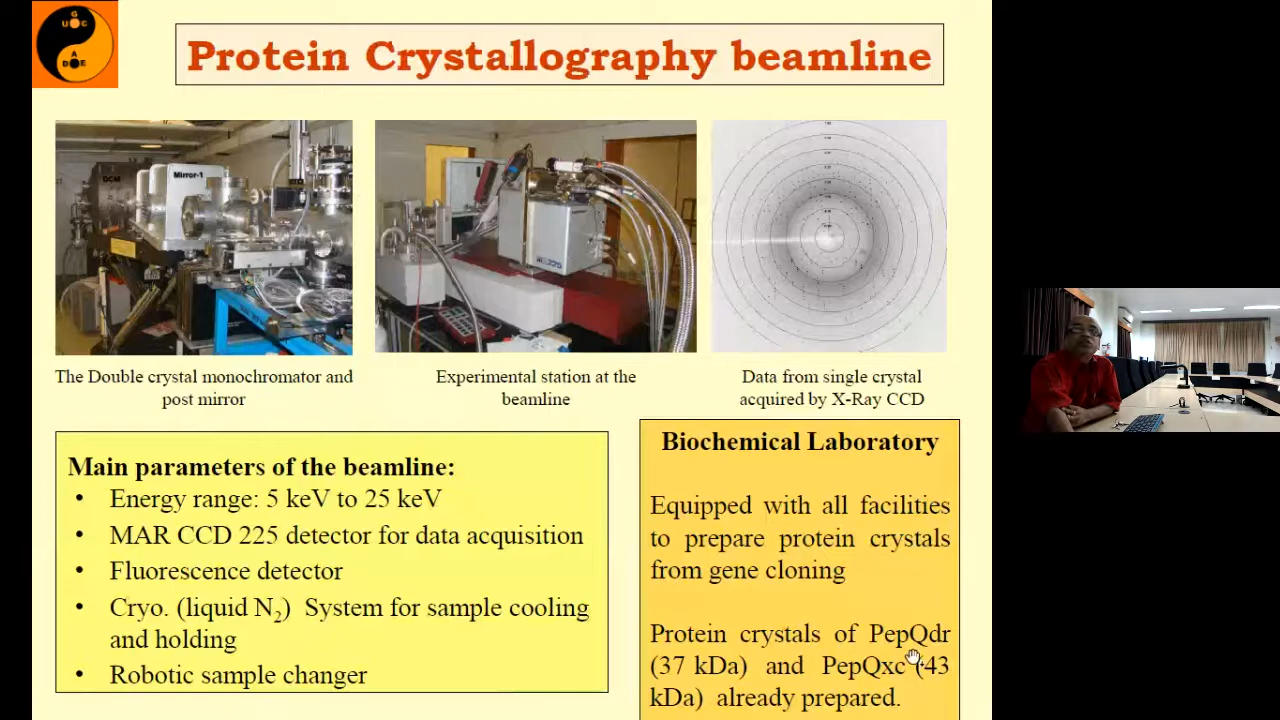 G
U G C
A
D E
Protein Crystallography beamline
DCM
Mirror-1
The Double crystal monochromator and
post mirror
Experimental station at the
beamline
Data from single crystal
acquired by X-Ray CCD
Main parameters of the beamline:
• Energy range: 5 keV to 25 keV
• MAR CCD 225 detector for data acquisition
• Fluorescence detector
• Cryo. (liquid N2) System for sample cooling
and holding
• Robotic sample changer
Biochemical Laboratory
Equipped with all facilities
to prepare protein crystals
from gene cloning
Protein crystals of PepQdr
(37 kDa) and PepQxc (43
kDa) already prepared.